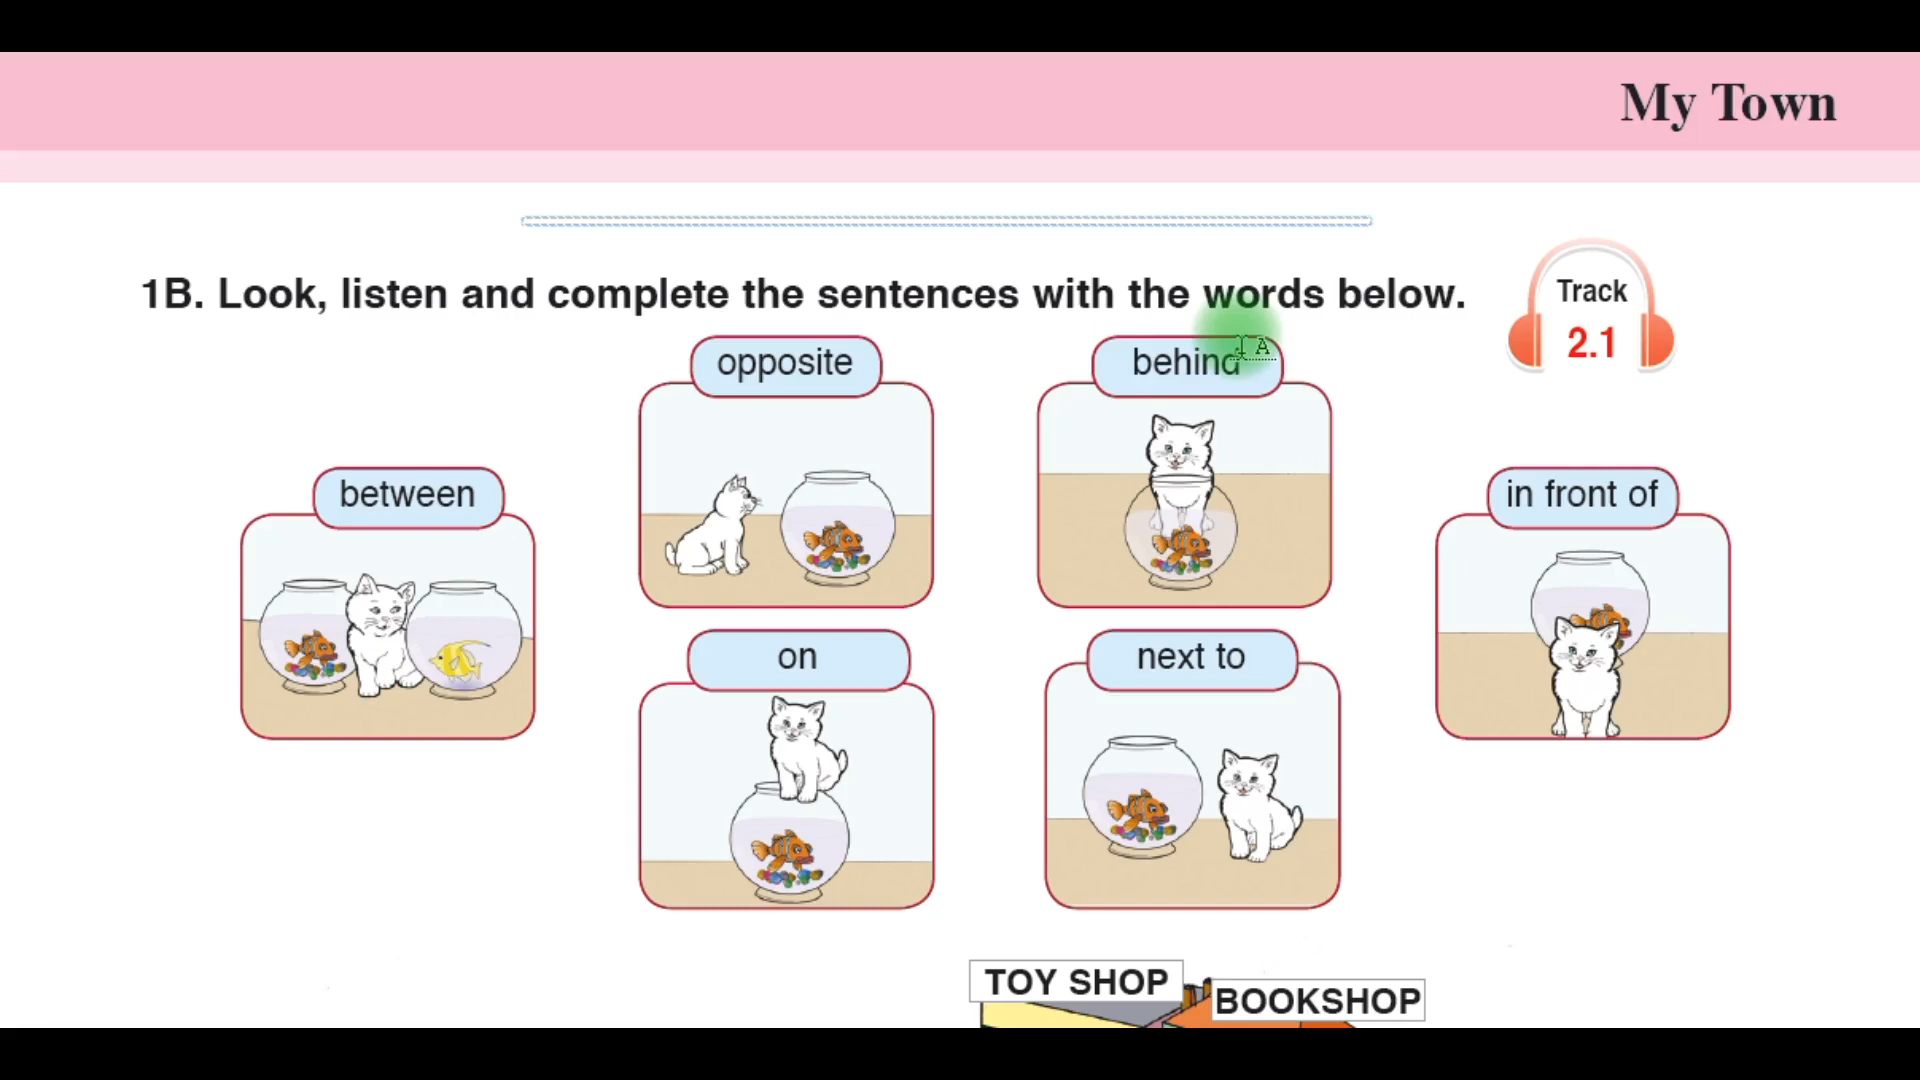 My Town
1B. Look, listen and complete the sentences with the words below.
Track
2.1
opposite
behind
between
in front of
on
next to
TOY SHOP
BOOKSHOP